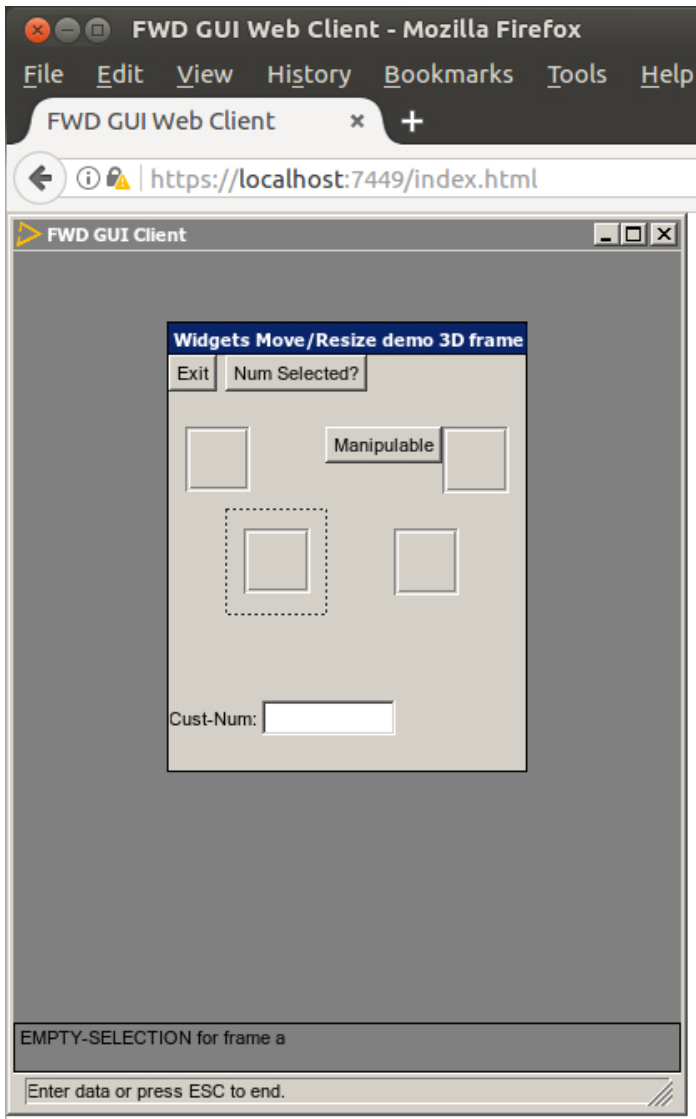 FWD GUI Web Client - Mozilla Firefox
File Edit View History Bookmarks Tools Help
FWD GUI Web Client
https://localhost:7449/index.html
FWD GUI Client
Widgets Move/Resize demo 3D frame
Exit Num Selected?
Manipulable
Cust-Num:
EMPTY-SELECTION for frame a
Enter data or press ESC to end.